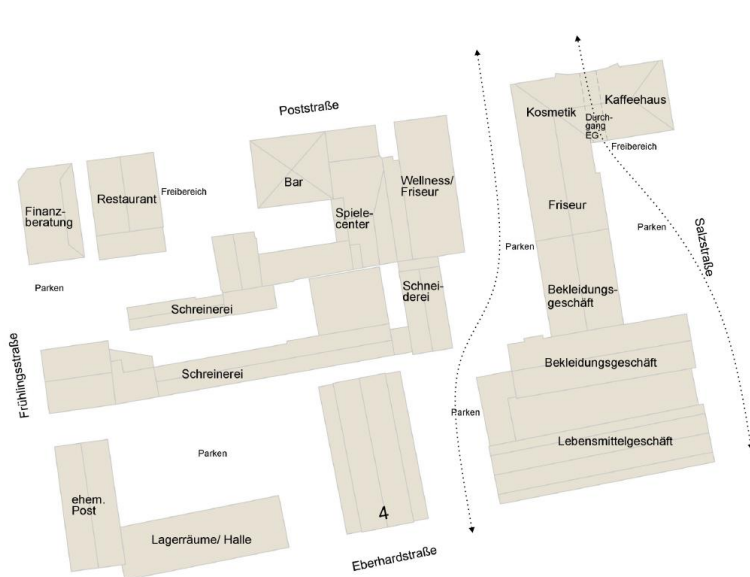 Poststraße
Kosmetik
Kaffeehaus
Durch-
gang
EG
Freibereich
Bar
Wellness/
Friseur
Finanz-
beratung
Restaurant
Freibereich
Spiele-
center
Friseur
Salzstraße
Parken
Parken
Parken
Schnei-
derei
Bekleidungs-
geschäft
Schreinerei
Frühlingsstraße
Schreinerei
Bekleidungsgeschäft
Parken
Lebensmittelgeschäft
Parken
ehem.
Post
4
Lagerräume/ Halle
Eberhardstraße